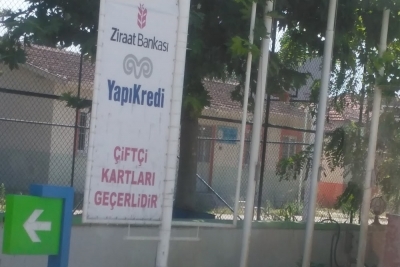 Ziraat Bankası
YapıKredi
ÇİFTÇİ
KARTLARI
GEÇERLİDİR